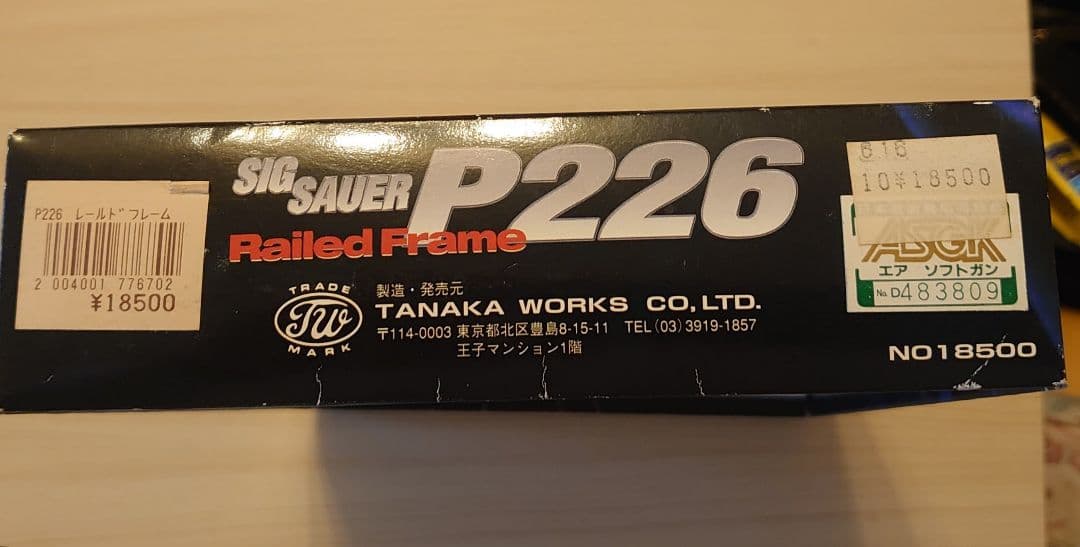 SIG
SAUER
P226
Railed Frame
TRADE
TW
MARK
製造・発売元
TANAKA WORKS CO,LTD.
〒114-0003 東京都北区豊島8-15-11 TEL(03)3919-1857
王子マンション1階
P226 レールドフレーム
2 004001 776702
¥18500
616
10¥18500
ASGK
エア ソフトガン
No.D483809
NO18500